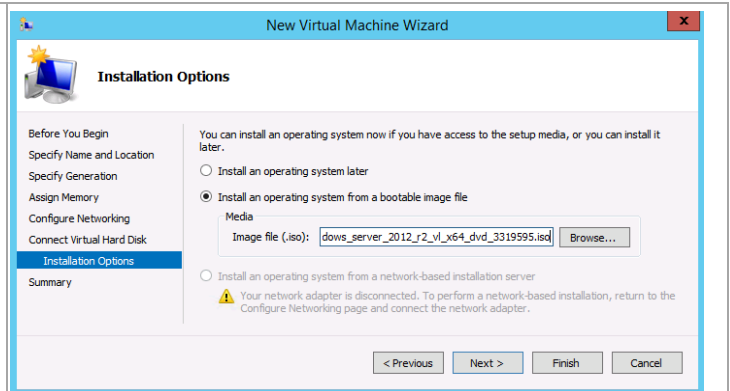 New Virtual Machine Wizard
x
Installation Options
Before You Begin
Specify Name and Location
Specify Generation
Assign Memory
Configure Networking
Connect Virtual Hard Disk
Installation Options
Summary
You can install an operating system now if you have access to the setup media, or you can install it
later.
Install an operating system later
Install an operating system from a bootable image file
Media
Image file (.iso): dows_server_2012_r2_vl_x64_dvd_3319595.iso Browse...
Install an operating system from a network-based installation server
Your network adapter is disconnected. To perform a network-based installation, return to the
Configure Networking page and connect the network adapter.
< Previous Next > Finish Cancel